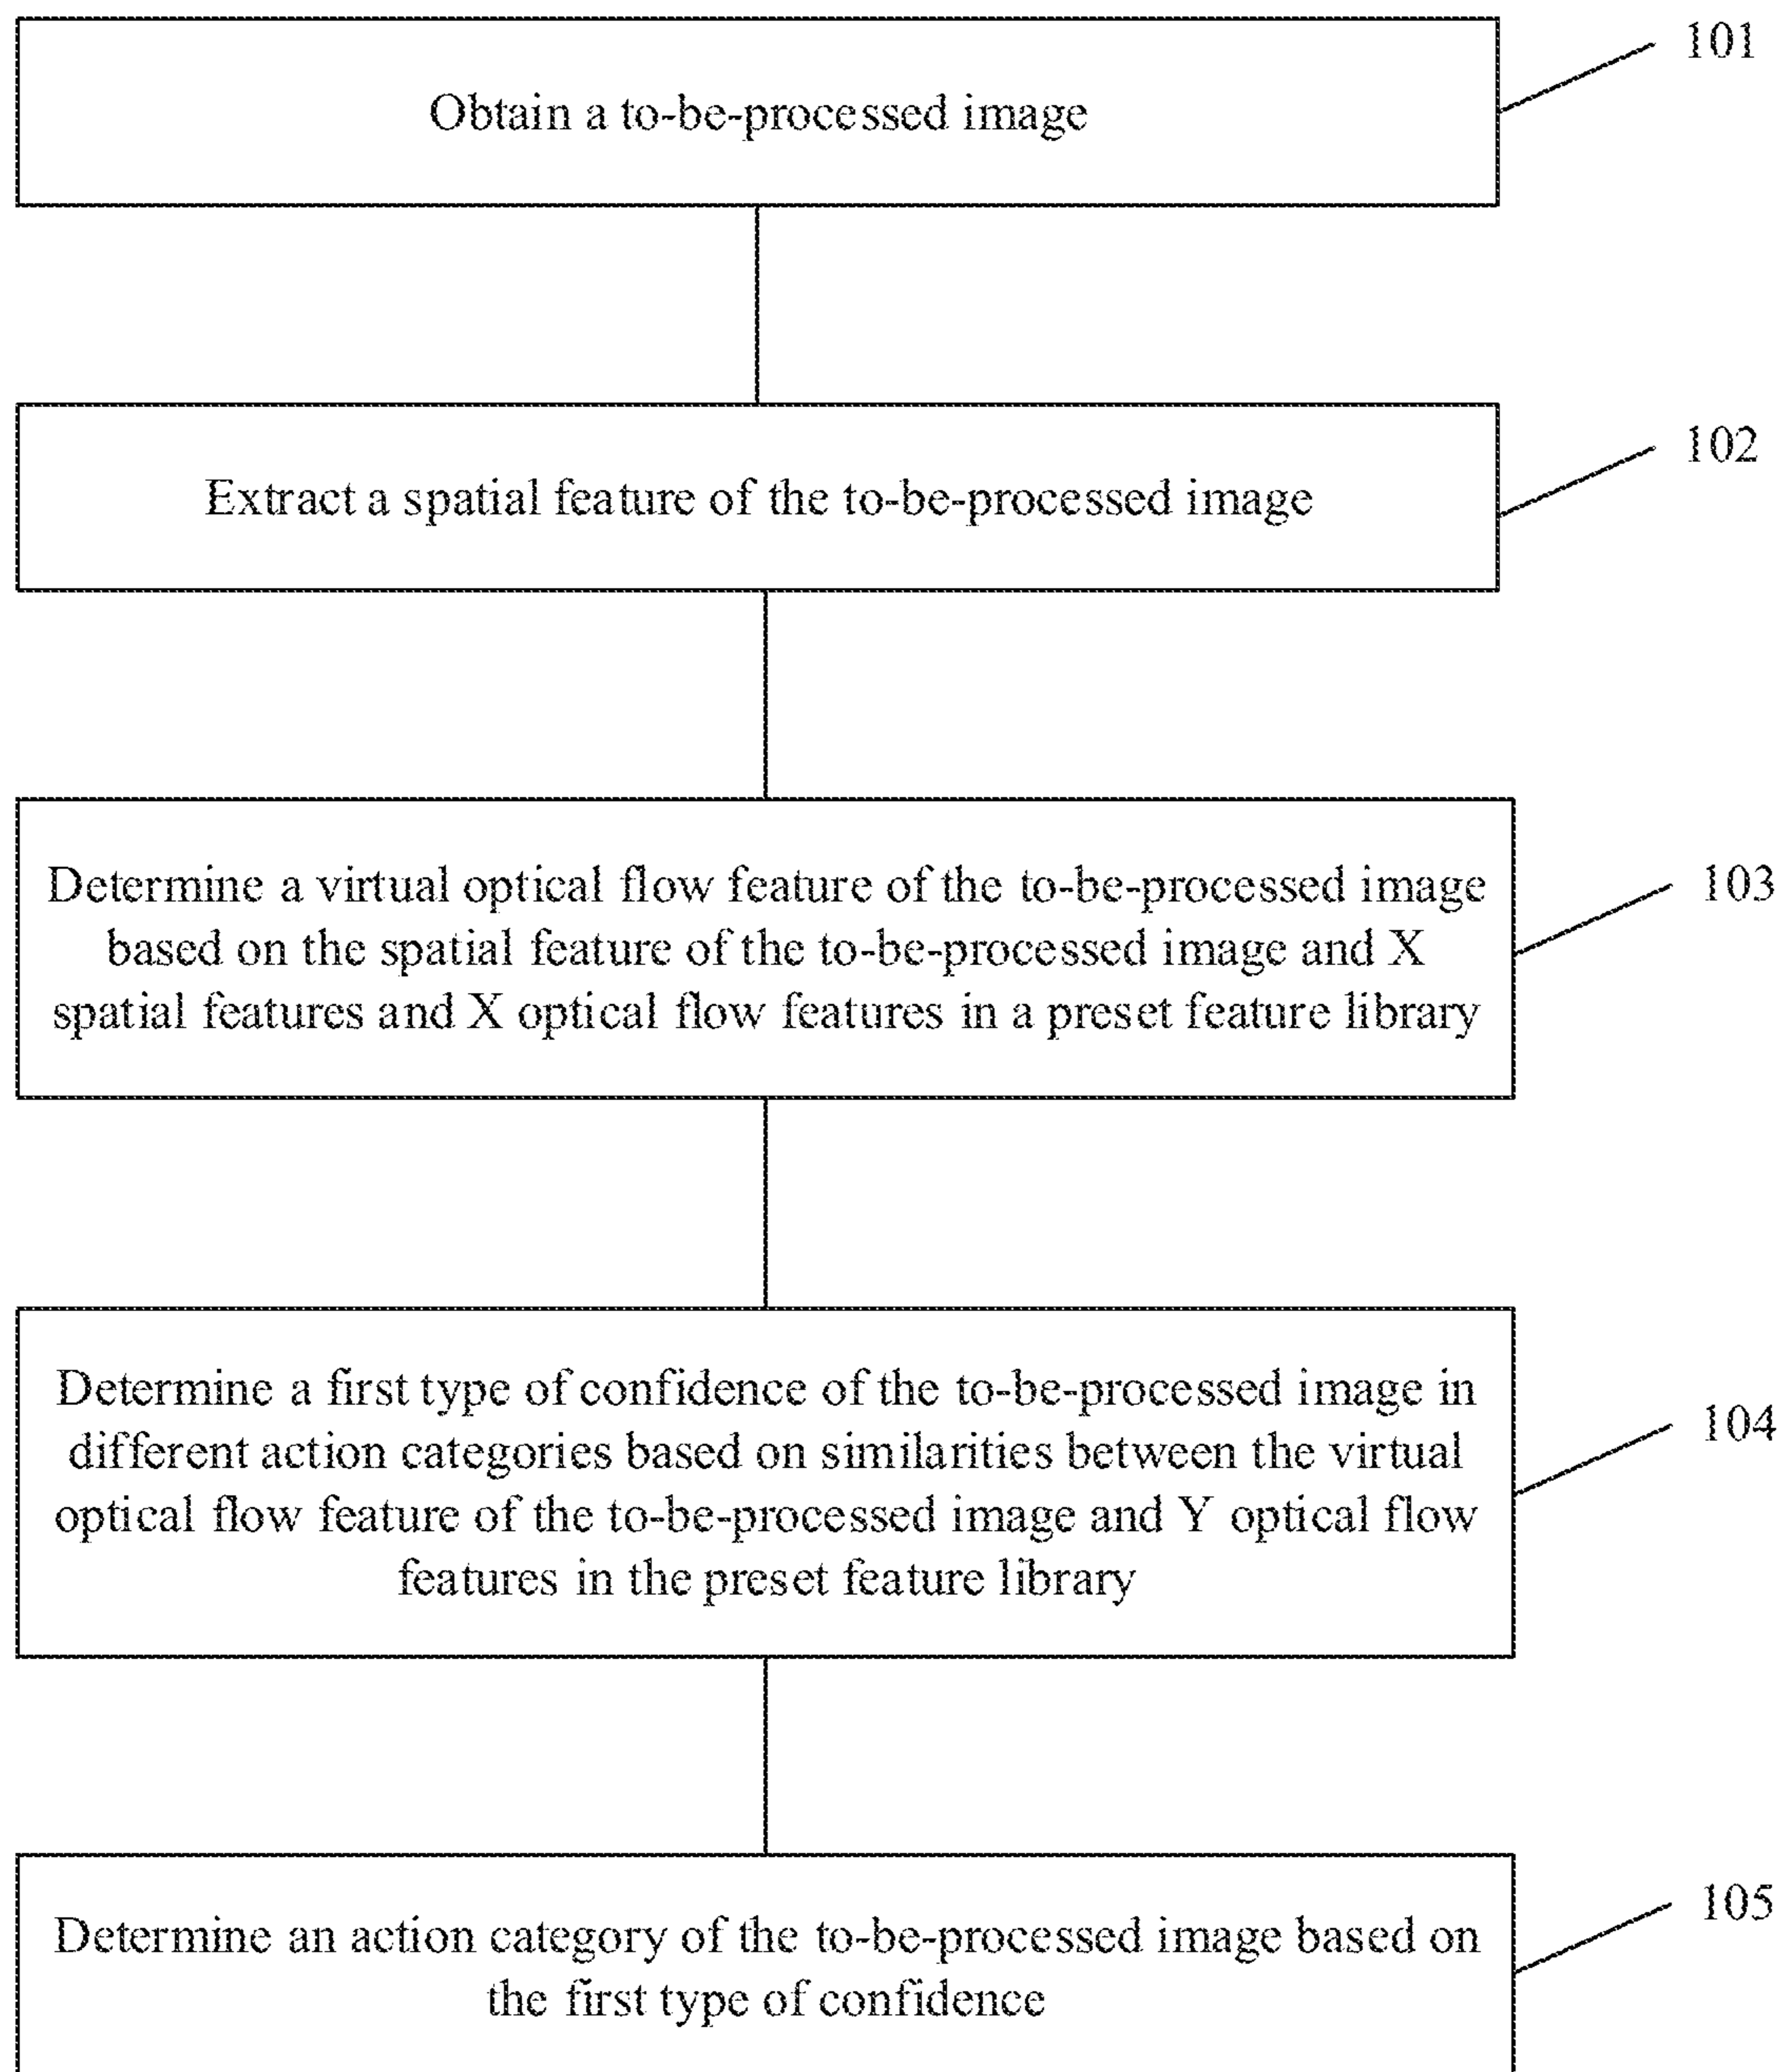 101
Obtain a to-be-processed image
102
Extract a spatial feature of the to-be-processed image
103
Determine a virtual optical flow feature of the to-be-processed image
based on the spatial feature of the to-be-processed image and X
spatial features and X optical flow features in a preset feature library
104
Determine a first type of confidence of the to-be-processed image in
different action categories based on similarities between the virtual
optical flow feature of the to-be-processed image and Y optical flow
features in the preset feature library
105
Determine an action category of the to-be-processed image based on
the first type of confidence